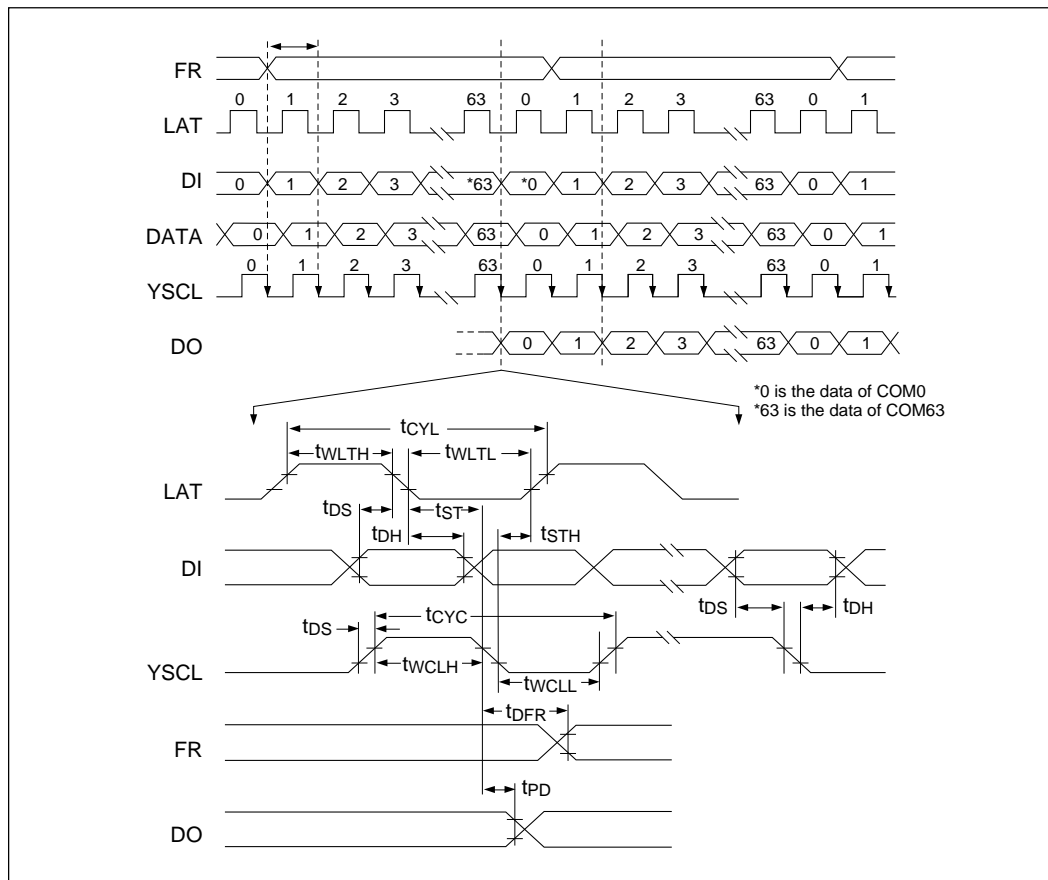 FR
0 1 2 3 63 0 1 2 3 63 0 1
LAT
DI 0 1 2 3 *63 *0 1 2 3 63 0 1
DATA 0 1 2 3 63 0 1 2 3 63 0 1
0 1 2 3 63 0 1 2 3 63 0 1
YSCL
DO 0 1 2 3 63 0 1
*0 is the data of COM0
*63 is the data of COM63
tCYL
tWLTH tWLTL
LAT
tDS tST
tDH tSTH
DI
tCYC tDS tDH
tDS
YSCL tWCLH
tWCLL
tDFR
FR
tPD
DO